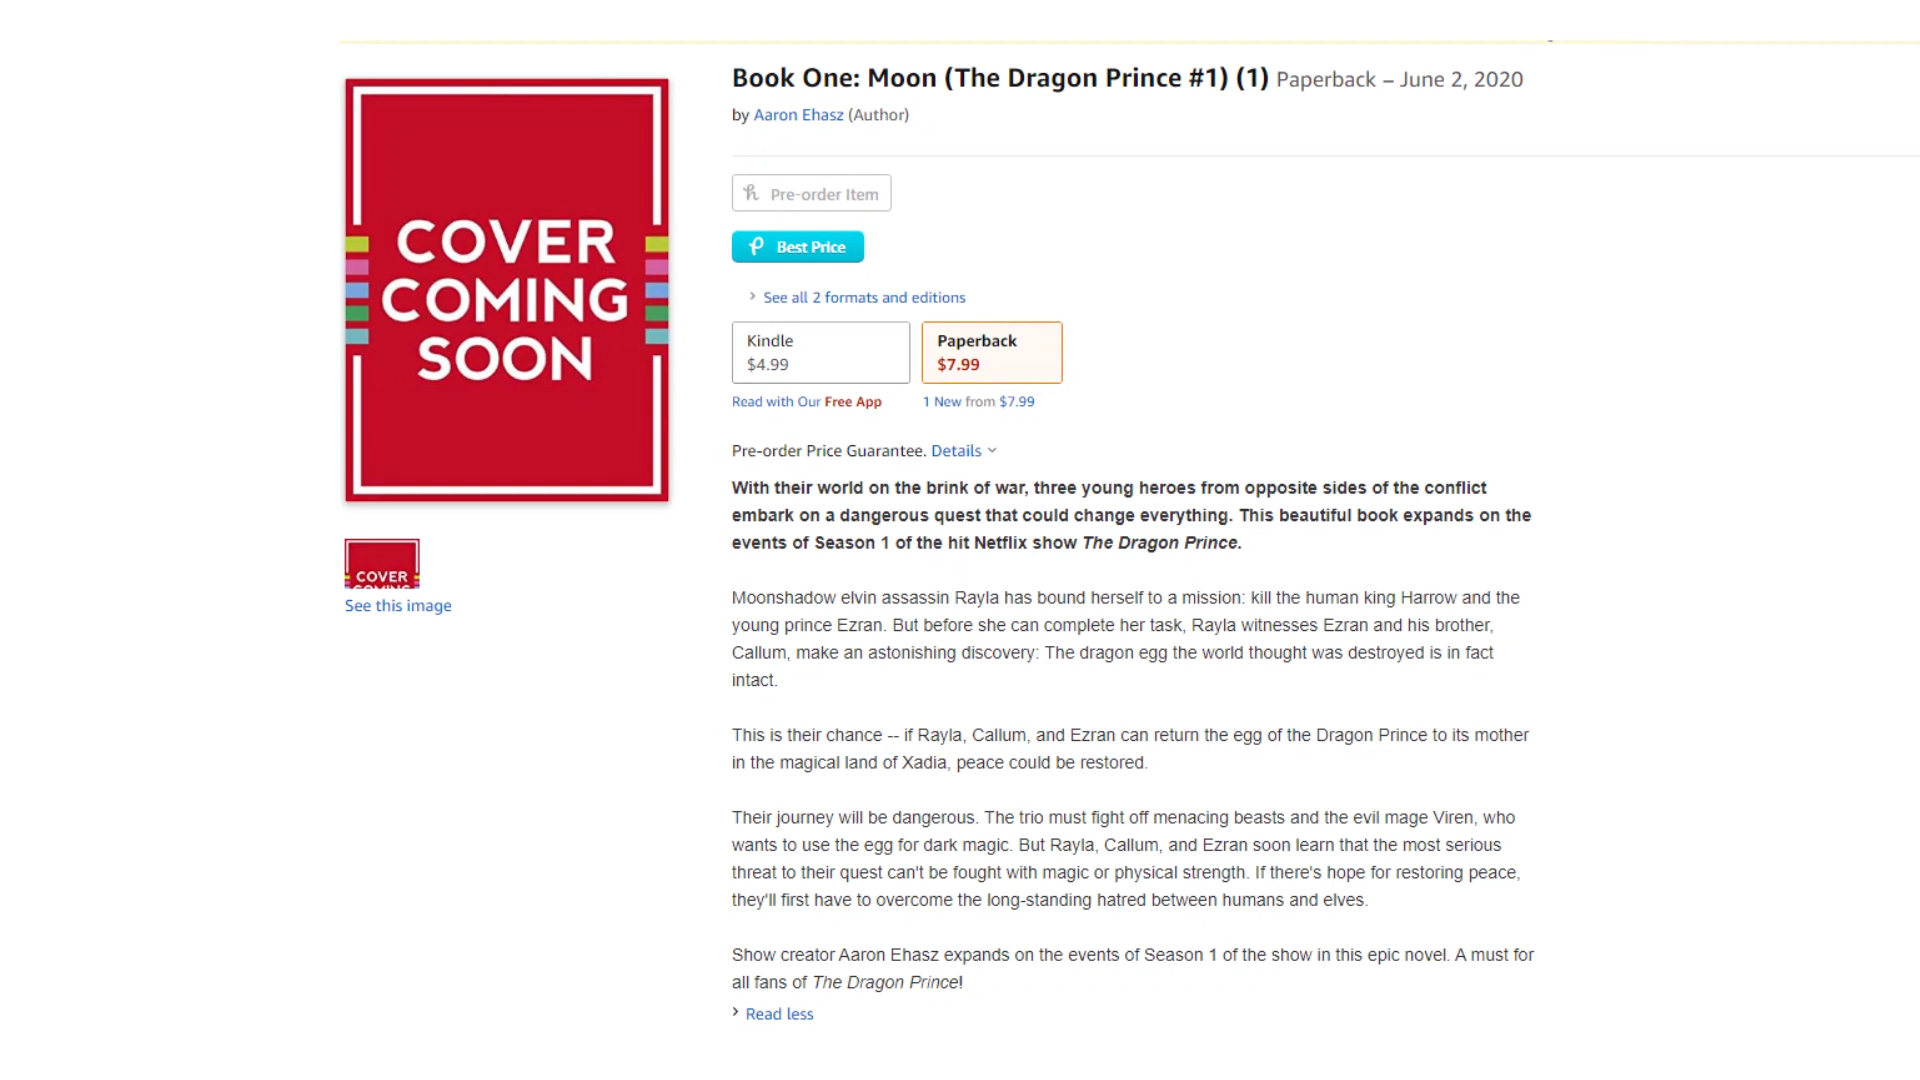 COVER
COMING
SOON
COVER
See this image
Book One: Moon (The Dragon Prince #1) (1) Paperback – June 2, 2020
by Aaron Ehasz (Author)
Pre-order Item
Best Price
See all 2 formats and editions
Kindle
$4.99
Paperback
$7.99
Read with Our Free App
1 New from $7.99
Pre-order Price Guarantee. Details
With their world on the brink of war, three young heroes from opposite sides of the conflict
embark on a dangerous quest that could change everything. This beautiful book expands on the
events of Season 1 of the hit Netflix show The Dragon Prince.
Moonshadow elvin assassin Rayla has bound herself to a mission: kill the human king Harrow and the
young prince Ezran. But before she can complete her task, Rayla witnesses Ezran and his brother,
Callum, make an astonishing discovery: The dragon egg the world thought was destroyed is in fact
intact.
This is their chance -- if Rayla, Callum, and Ezran can return the egg of the Dragon Prince to its mother
in the magical land of Xadia, peace could be restored.
Their journey will be dangerous. The trio must fight off menacing beasts and the evil mage Viren, who
wants to use the egg for dark magic. But Rayla, Callum, and Ezran soon learn that the most serious
threat to their quest can't be fought with magic or physical strength. If there's hope for restoring peace,
they'll first have to overcome the long-standing hatred between humans and elves.
Show creator Aaron Ehasz expands on the events of Season 1 of the show in this epic novel. A must for
all fans of The Dragon Prince!
Read less